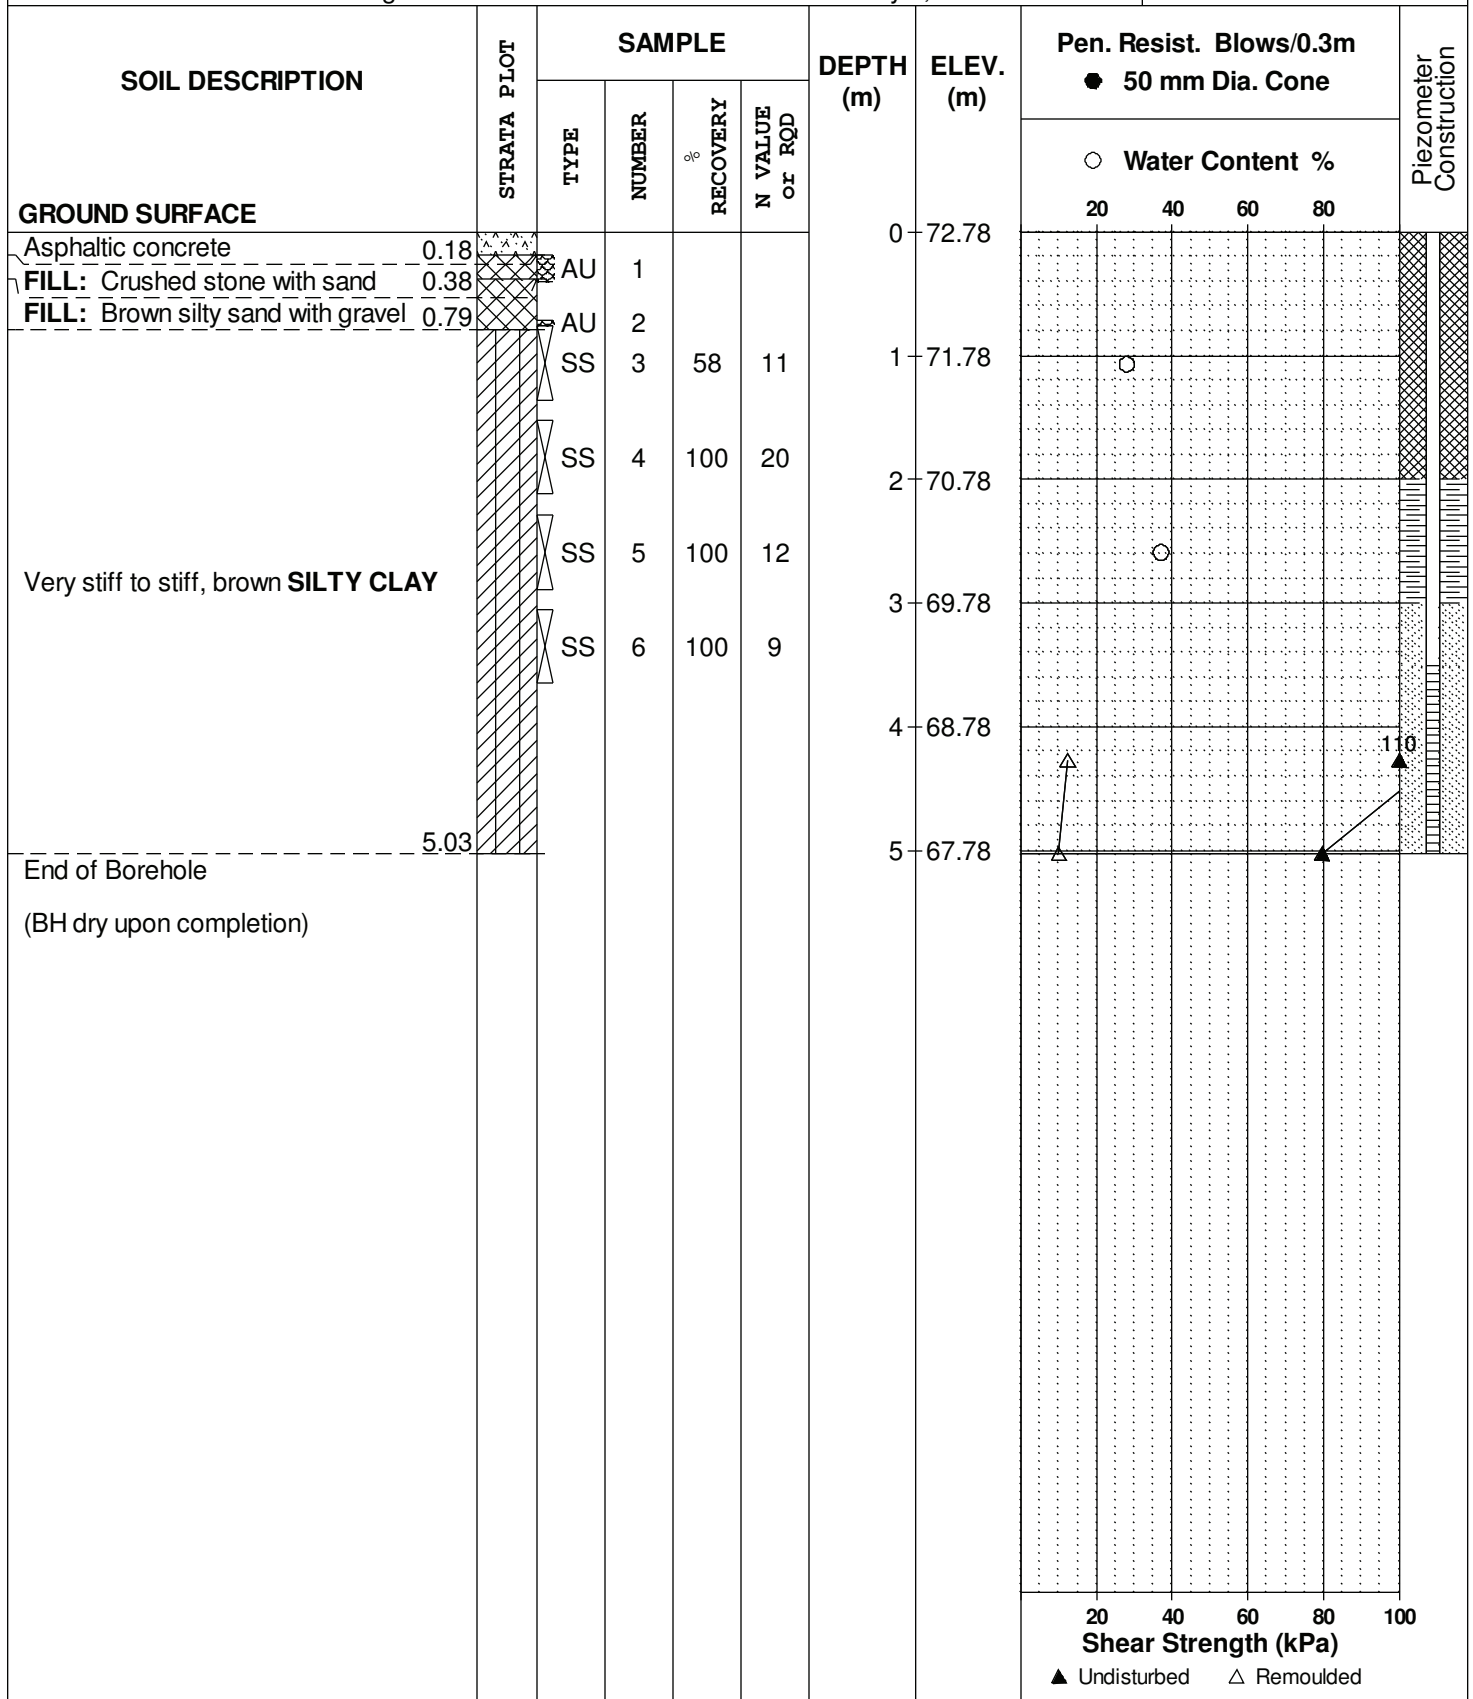 SOIL DESCRIPTION
GROUND SURFACE
STRATA PLOT
SAMPLE
TYPE
NUMBER
% RECOVERY
N VALUE or RQD
DEPTH (m)
ELEV. (m)
Pen. Resist. Blows/0.3m
● 50 mm Dia. Cone
○ Water Content %
20 40 60 80
Piezometer Construction
0 72.78
Asphaltic concrete 0.18
AU 1
FILL: Crushed stone with sand 0.38
FILL: Brown silty sand with gravel 0.79
AU 2
SS 3 58 11
1 71.78
SS 4 100 20
2 70.78
SS 5 100 12
Very stiff to stiff, brown SILTY CLAY
3 69.78
SS 6 100 9
4 68.78
110
5.03
5 67.78
End of Borehole
(BH dry upon completion)
20 40 60 80 100
Shear Strength (kPa)
▲ Undisturbed △ Remoulded